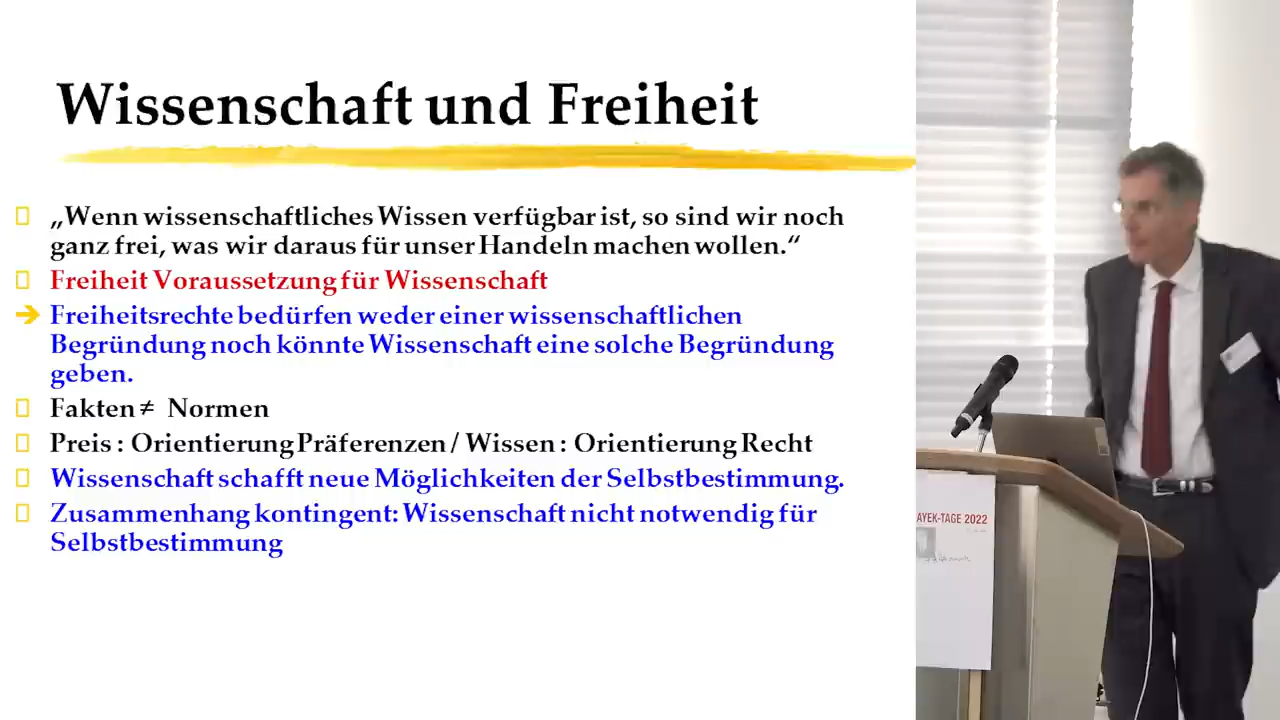 Wissenschaft und Freiheit
„Wenn wissenschaftliches Wissen verfügbar ist, so sind wir noch
ganz frei, was wir daraus für unser Handeln machen wollen.“
Freiheit Voraussetzung für Wissenschaft
➔ Freiheitsrechte bedürfen weder einer wissenschaftlichen
Begründung noch könnte Wissenschaft eine solche Begründung
geben.
Fakten ≠ Normen
Preis : Orientierung Präferenzen / Wissen : Orientierung Recht
Wissenschaft schafft neue Möglichkeiten der Selbstbestimmung.
Zusammenhang kontingent: Wissenschaft nicht notwendig für
Selbstbestimmung
AYEK-TAGE 2022